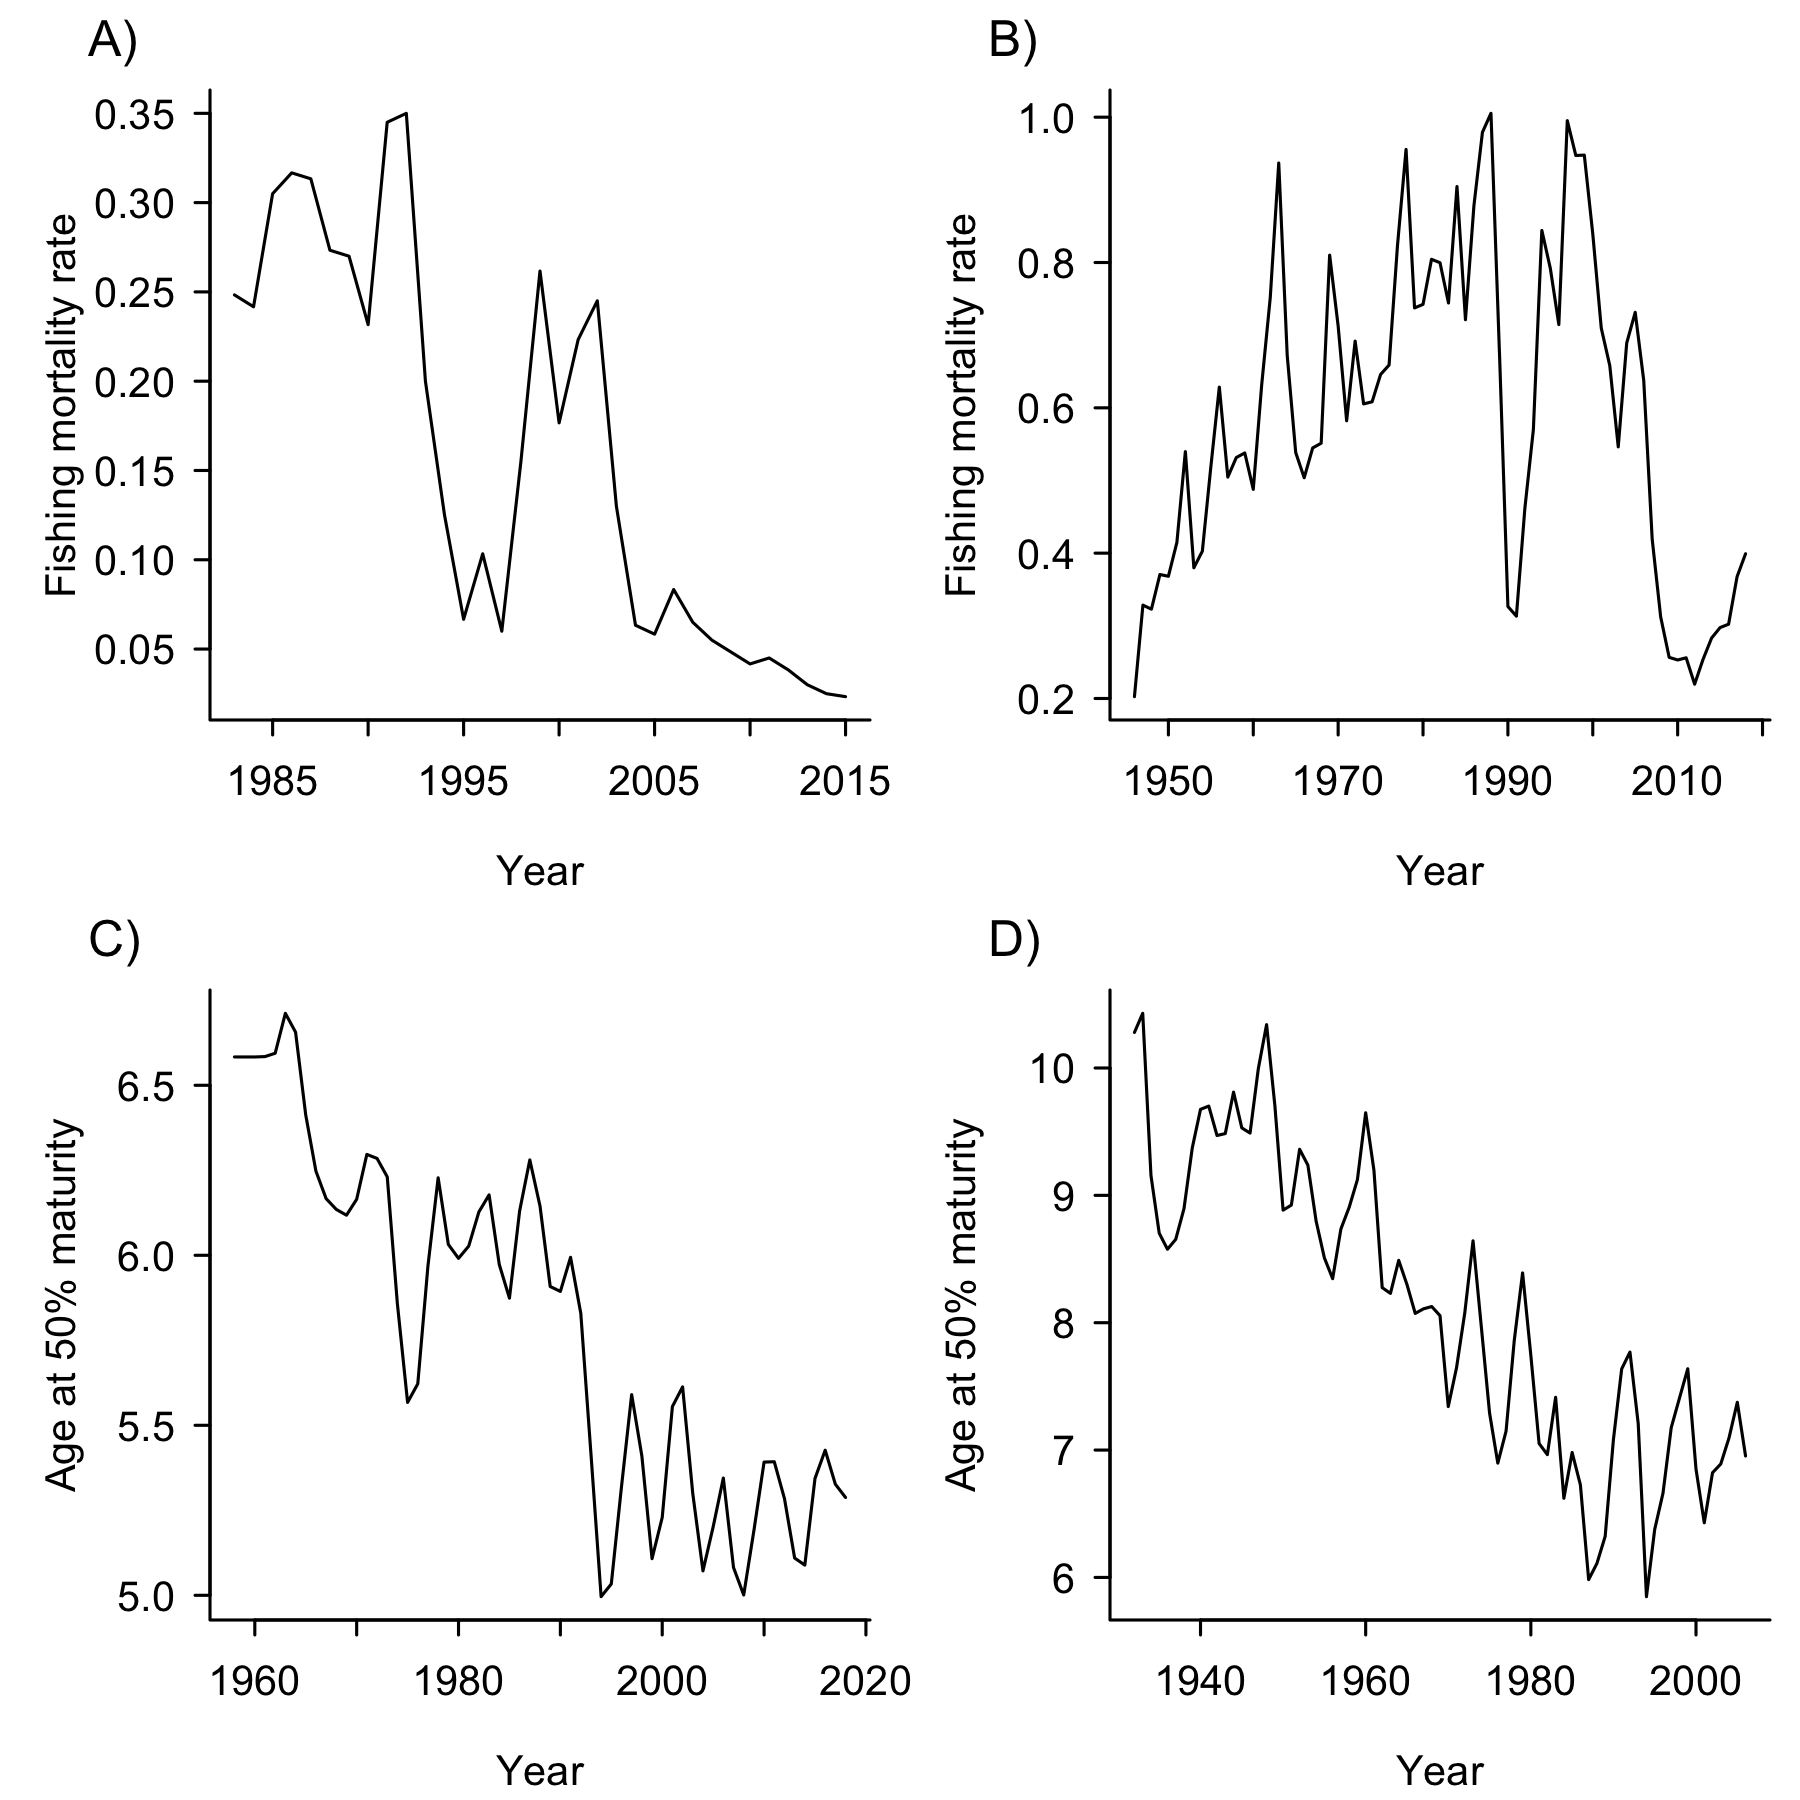 A)
Fishing mortality rate
0.35
0.30
0.25
0.20
0.15
0.10
0.05
1985 1995 2005 2015
Year
B)
Fishing mortality rate
1.0
0.8
0.6
0.4
0.2
1950 1970 1990 2010
Year
C)
Age at 50% maturity
6.5
6.0
5.5
5.0
1960 1980 2000 2020
Year
D)
Age at 50% maturity
10
9
8
7
6
1940 1960 1980 2000
Year